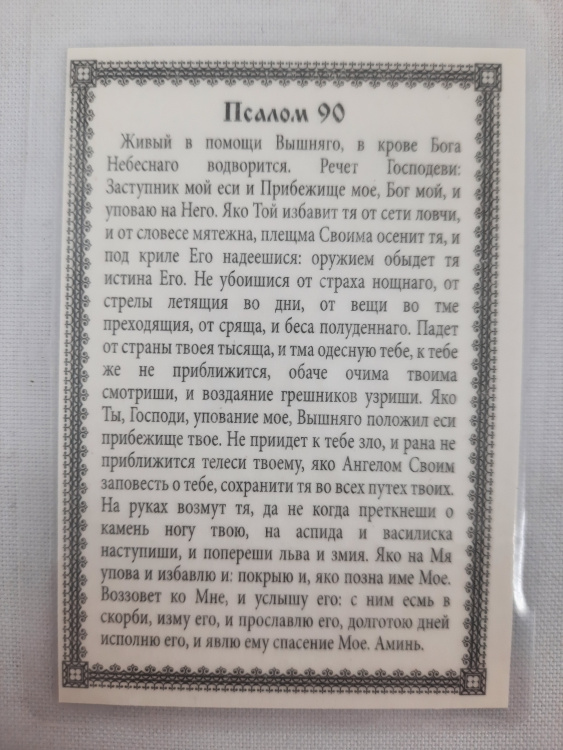 Псалом 90
Живый в помощи Вышняго, в крове Бога
Небеснаго водворится. Речет Господеви:
Заступник мой еси и Прибежище мое, Бог мой, и
уповаю на Него. Яко Той избавит тя от сети ловчи,
и от словесе мятежна, плещма Своима осенит тя, и
под криле Его надеешися: оружием обыдет тя
истина Его. Не убоишися от страха нощнаго, от
стрелы летящия во дни, от вещи во тме
преходящия, от сряща, и беса полуденнаго. Падет
от страны твоея тысяща, и тма одесную тебе, к тебе
же не приближится, обаче очима твоима
смотриши, и воздаяние грешников узриши. Яко
Ты, Господи, упование мое, Вышняго положил еси
прибежище твое. Не приидет к тебе зло, и рана не
приближится телеси твоему, яко Ангелом Своим
заповесть о тебе, сохранити тя во всех путех твоих.
На руках возмут тя, да не когда преткнеши о
камень ногу твою, на аспида и василиска
наступиши, и попереши льва и змия. Яко на Мя
упова и избавлю и: покрыю и, яко позна име Мое.
Воззовет ко Мне, и услышу его: с ним есмь в
скорби, изму его, и прославлю его, долготою дней
исполню его, и явлю ему спасение Мое. Аминь.